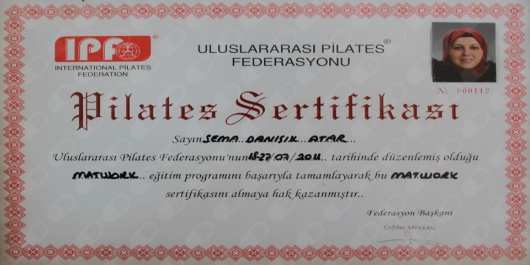 IPF®
INTERNATIONAL PILATES
FEDERATION
ULUSLARARASI PİLATES®
FEDERASYONU
No 000112
Pilates Sertifikası
Sayın SEMA DANIŞIK ATAR...
Uluslararası Pilates Federasyonu'nun 18-27/07/2011.. tarihinde düzenlemiş olduğu
MATWORK.. eğitim programını başarıyla tamamlayarak bu MATWORK
sertifikasını almaya hak kazanmıştır..
Federasyon Başkanı